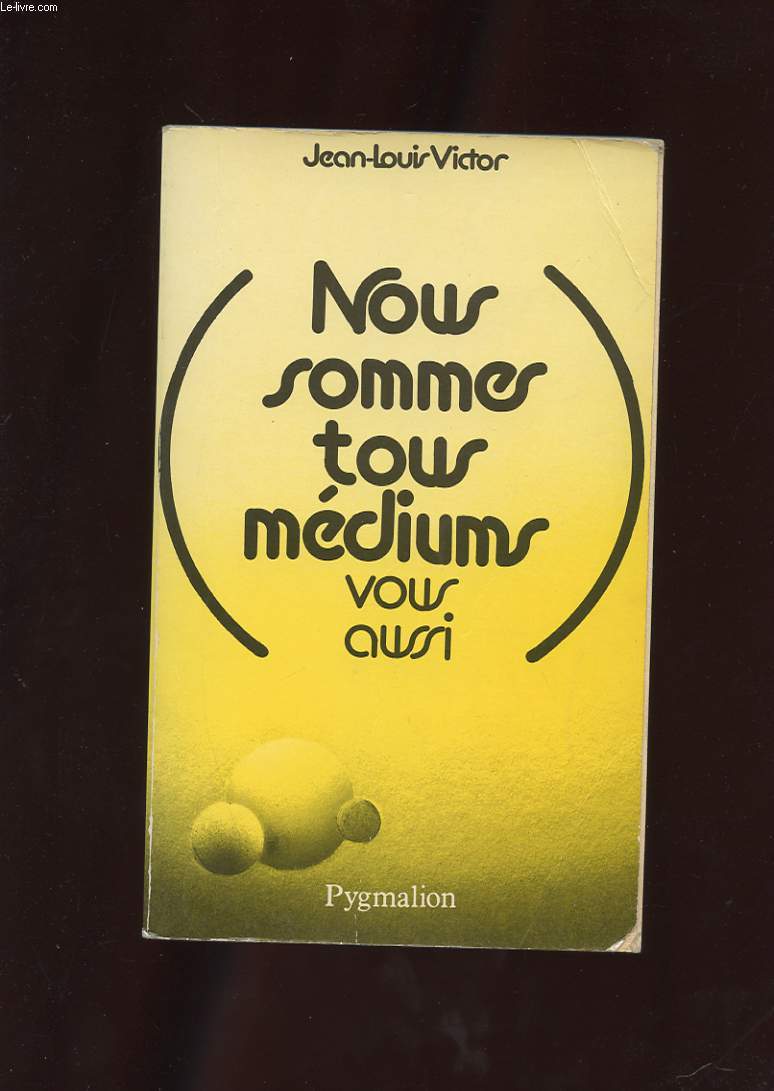 Le-livre.com
Jean-Louis Victor
Nous
sommes
tous
médiums
vous
aussi
Pygmalion